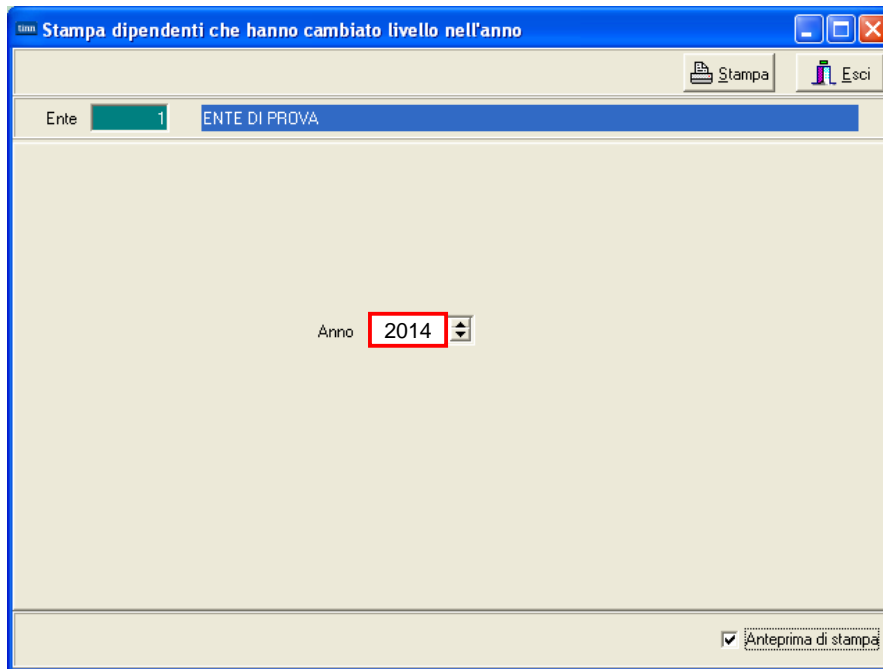 tinn Stampa dipendenti che hanno cambiato livello nell'anno
Stampa Esci
Ente 1 ENTE DI PROVA
Anno 2014
Anteprima di stampa